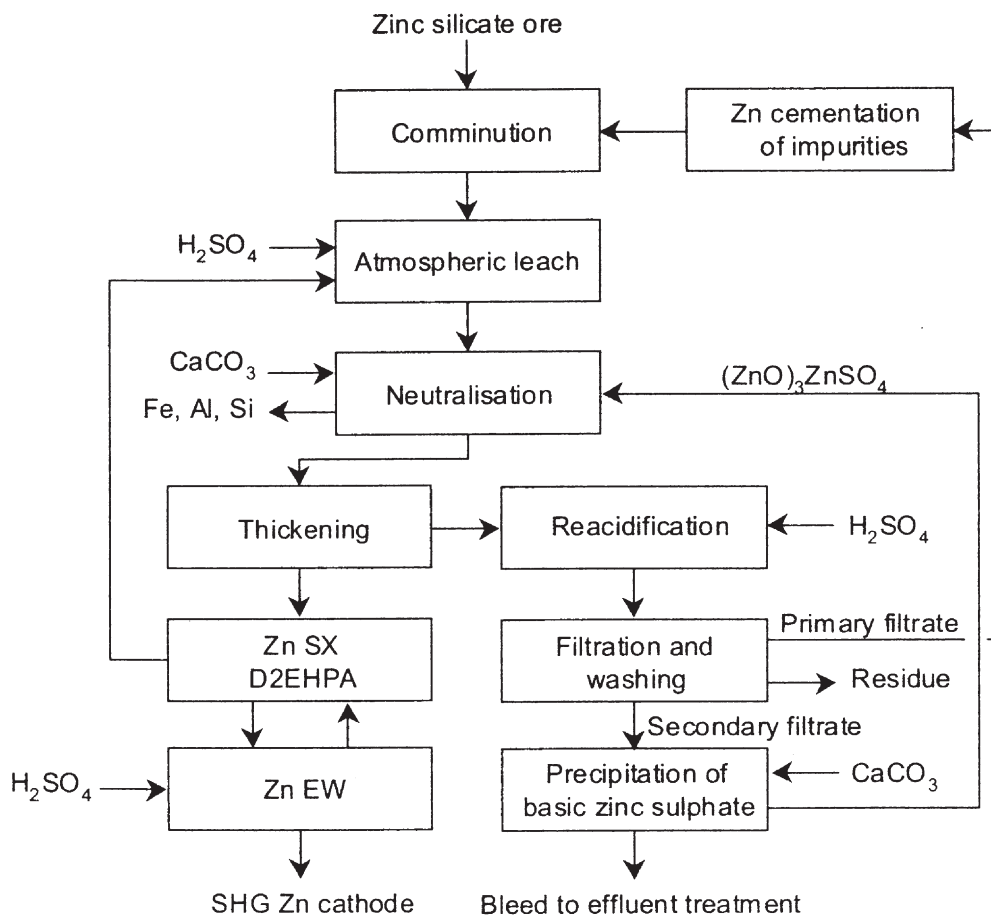 Zinc silicate ore
Comminution
Zn cementation
of impurities
H₂SO₄
Atmospheric leach
CaCO₃
Fe, Al, Si
Neutralisation
(ZnO)₃ZnSO₄
Thickening
Reacidification
H₂SO₄
Zn SX
D2EHPA
Filtration and
washing
Primary filtrate
Residue
Secondary filtrate
H₂SO₄
Zn EW
Precipitation of
basic zinc sulphate
CaCO₃
SHG Zn cathode
Bleed to effluent treatment